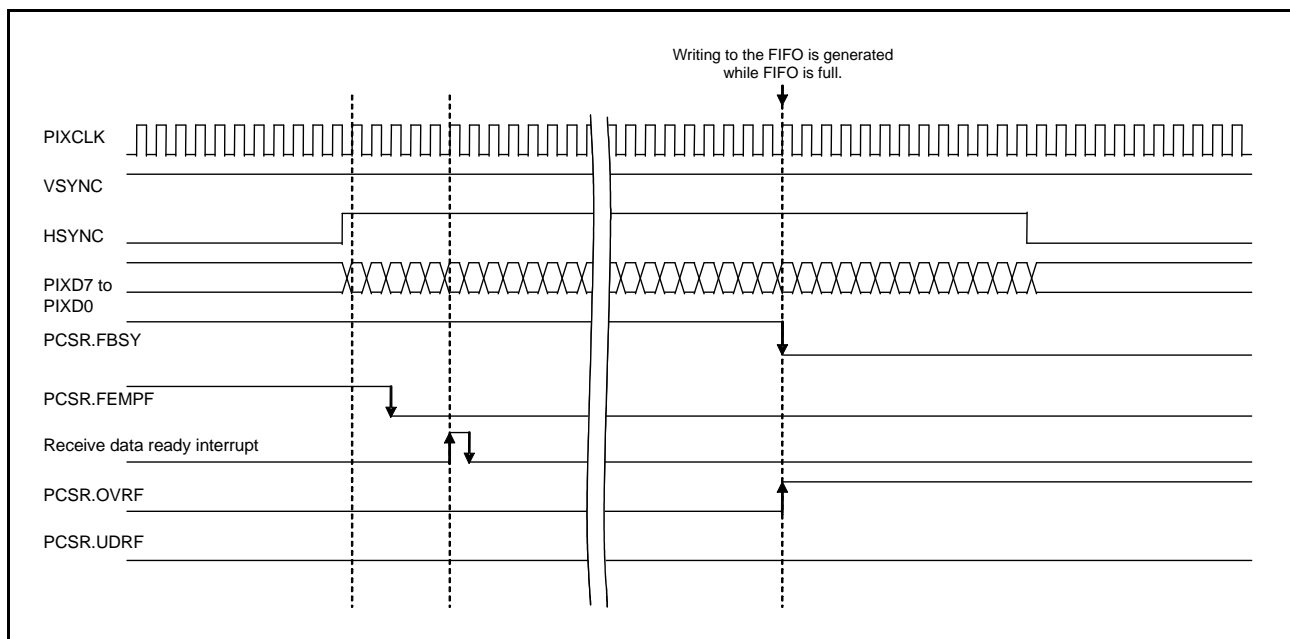 Writing to the FIFO is generated
while FIFO is full.
PIXCLK
VSYNC
HSYNC
PIXD7 to
PIXD0
PCSR.FBSY
PCSR.FEMPF
Receive data ready interrupt
PCSR.OVRF
PCSR.UDRF